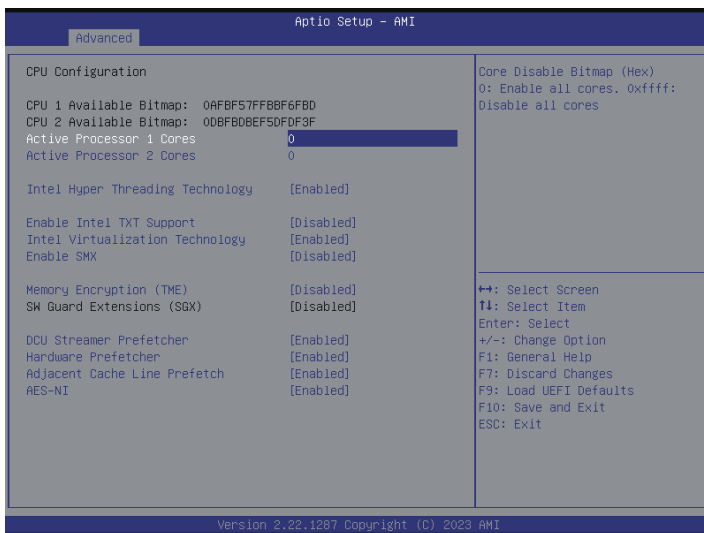 Aptio Setup - AMI
Advanced
CPU Configuration
CPU 1 Available Bitmap: 0AFBF57FFBBF6FBD
CPU 2 Available Bitmap: 0DBFBDBEF5DFDF3F
Active Processor 1 Cores 0
Active Processor 2 Cores 0
Intel Hyper Threading Technology [Enabled]
Enable Intel TXT Support [Disabled]
Intel Virtualization Technology [Enabled]
Enable SMX [Disabled]
Memory Encryption (TME) [Disabled]
SW Guard Extensions (SGX) [Disabled]
DCU Streamer Prefetcher [Enabled]
Hardware Prefetcher [Enabled]
Adjacent Cache Line Prefetch [Enabled]
AES-NI [Enabled]
Core Disable Bitmap (Hex)
0: Enable all cores. 0xffff:
Disable all cores
↔: Select Screen
↑↓: Select Item
Enter: Select
+/-: Change Option
F1: General Help
F7: Discard Changes
F9: Load UEFI Defaults
F10: Save and Exit
ESC: Exit
Version 2.22.1287 Copyright (C) 2023 AMI